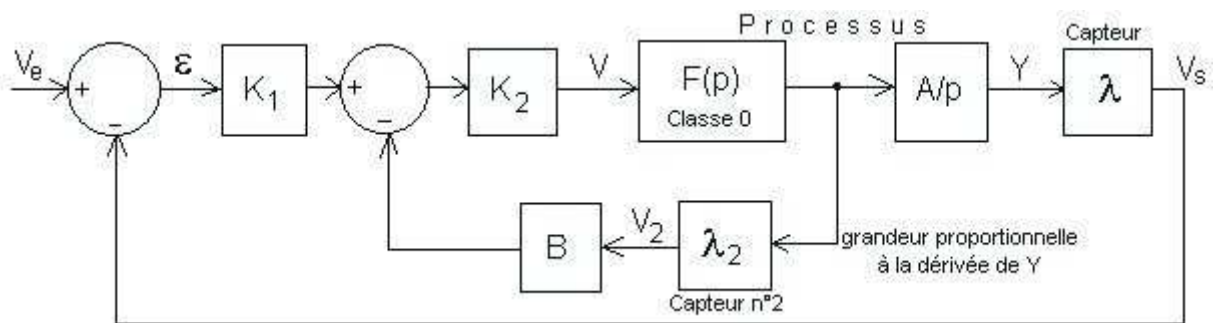 Processus
Capteur
Ve
+
-
ε
K1
+
-
K2
V
F(p)
Classe 0
A/p
Y
λ
Vs
B
V2
λ2
Capteur n°2
grandeur proportionnelle
à la dérivée de Y